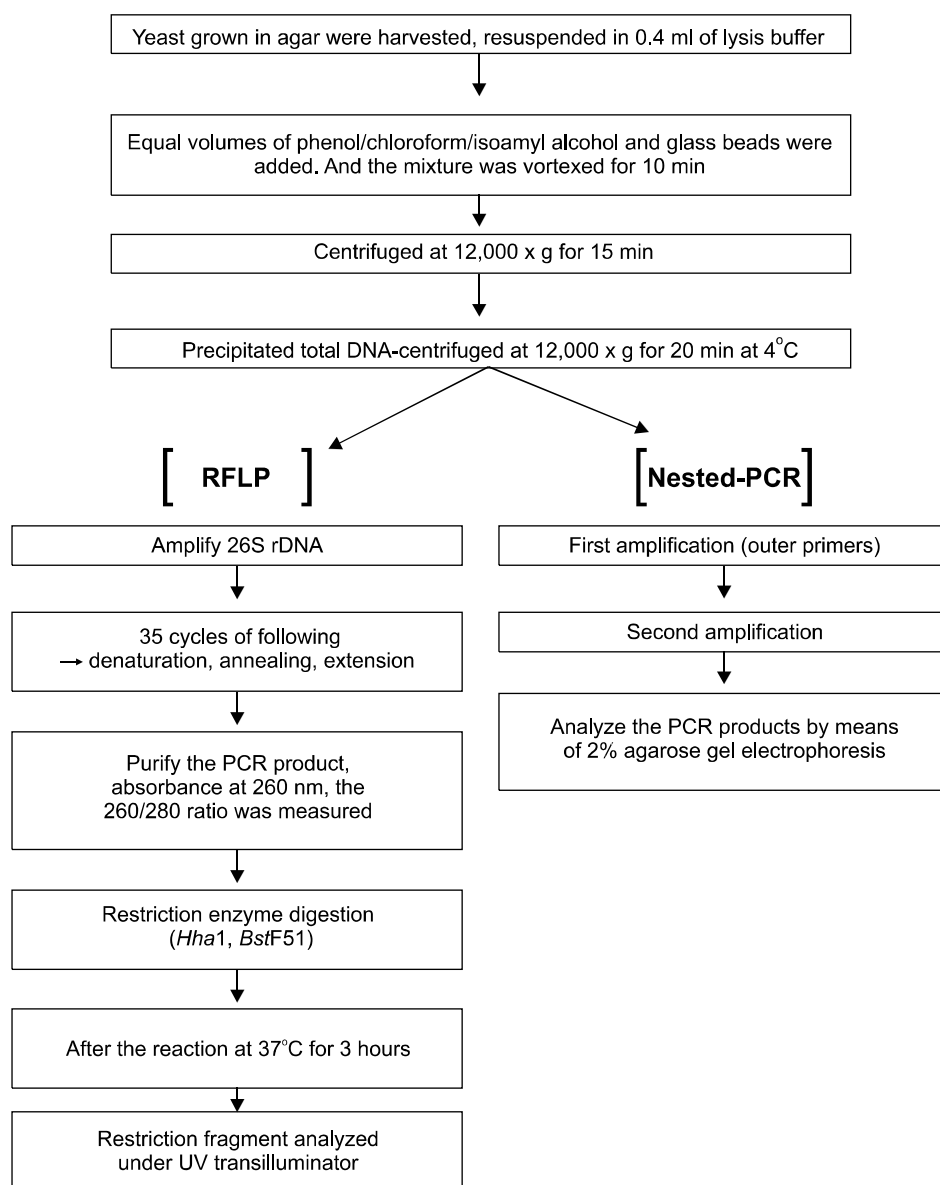 Yeast grown in agar were harvested, resuspended in 0.4 ml of lysis buffer
Equal volumes of phenol/chloroform/isoamyl alcohol and glass beads were
added. And the mixture was vortexed for 10 min
Centrifuged at 12,000 x g for 15 min
Precipitated total DNA-centrifuged at 12,000 x g for 20 min at 4°C
[ RFLP ]
Amplify 26S rDNA
35 cycles of following
→ denaturation, annealing, extension
Purify the PCR product,
absorbance at 260 nm, the
260/280 ratio was measured
Restriction enzyme digestion
(Hha1, BstF51)
After the reaction at 37°C for 3 hours
Restriction fragment analyzed
under UV transilluminator
[Nested-PCR]
First amplification (outer primers)
Second amplification
Analyze the PCR products by means
of 2% agarose gel electrophoresis